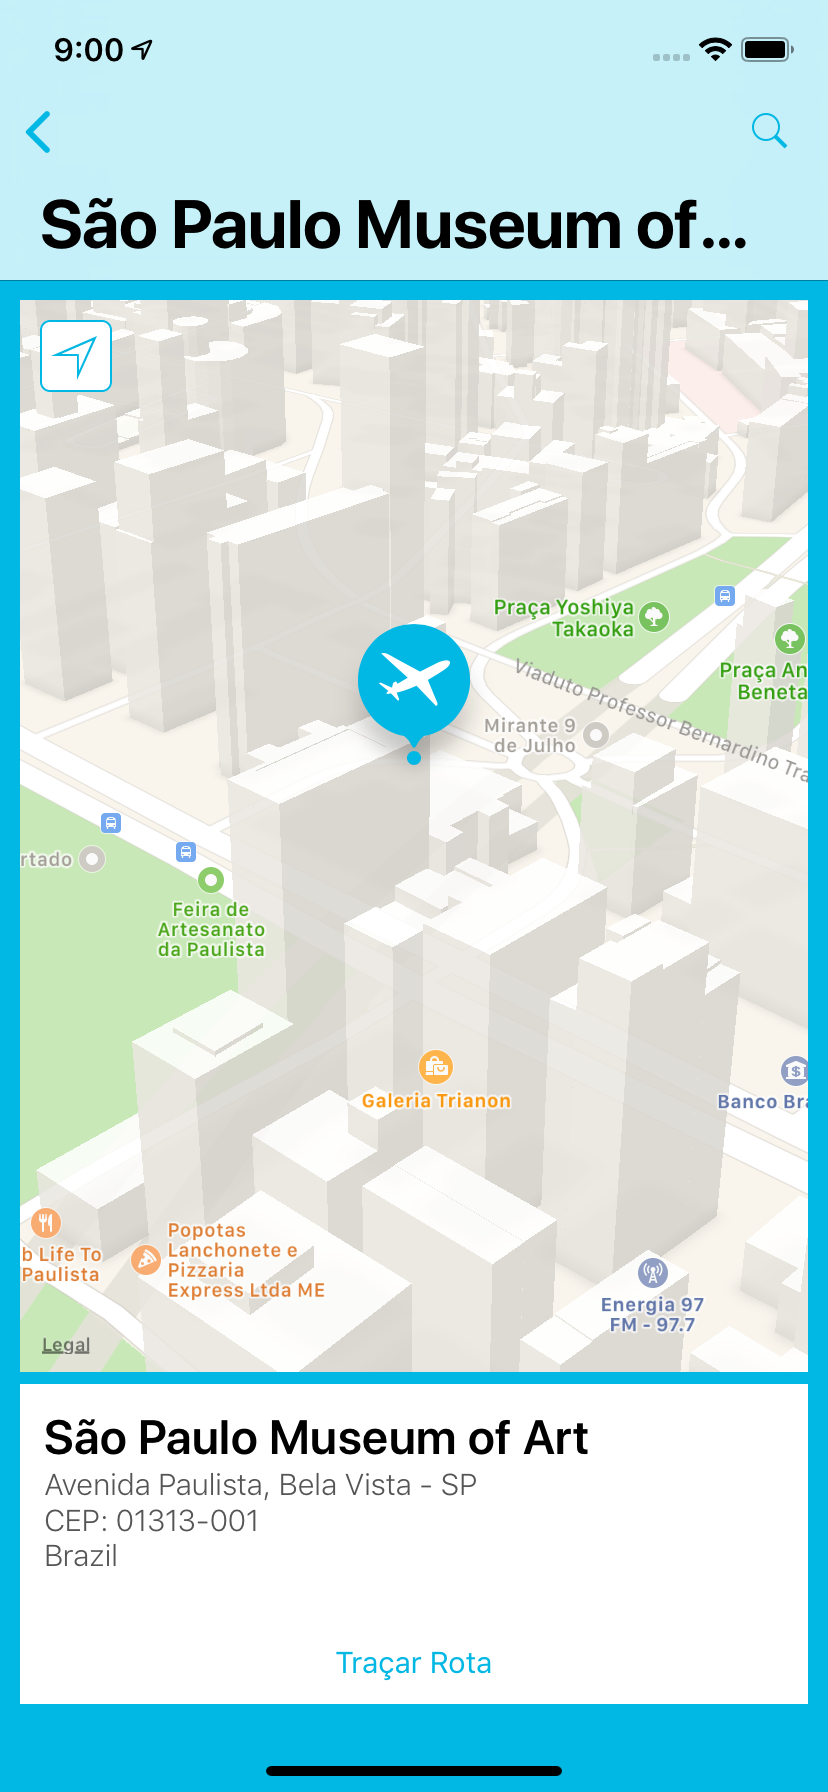 9:00
São Paulo Museum of...
Praça Yoshiya
Takaoka
Praça An
Beneta
Viaduto Professor Bernardino Tra
Mirante 9
de Julho
rtado
Feira de
Artesanato
da Paulista
Galeria Trianon
Banco Bra
b Life To
Paulista
Popotas
Lanchonete e
Pizzaria
Express Ltda ME
Energia 97
FM - 97.7
Legal
São Paulo Museum of Art
Avenida Paulista, Bela Vista - SP
CEP: 01313-001
Brazil
Traçar Rota